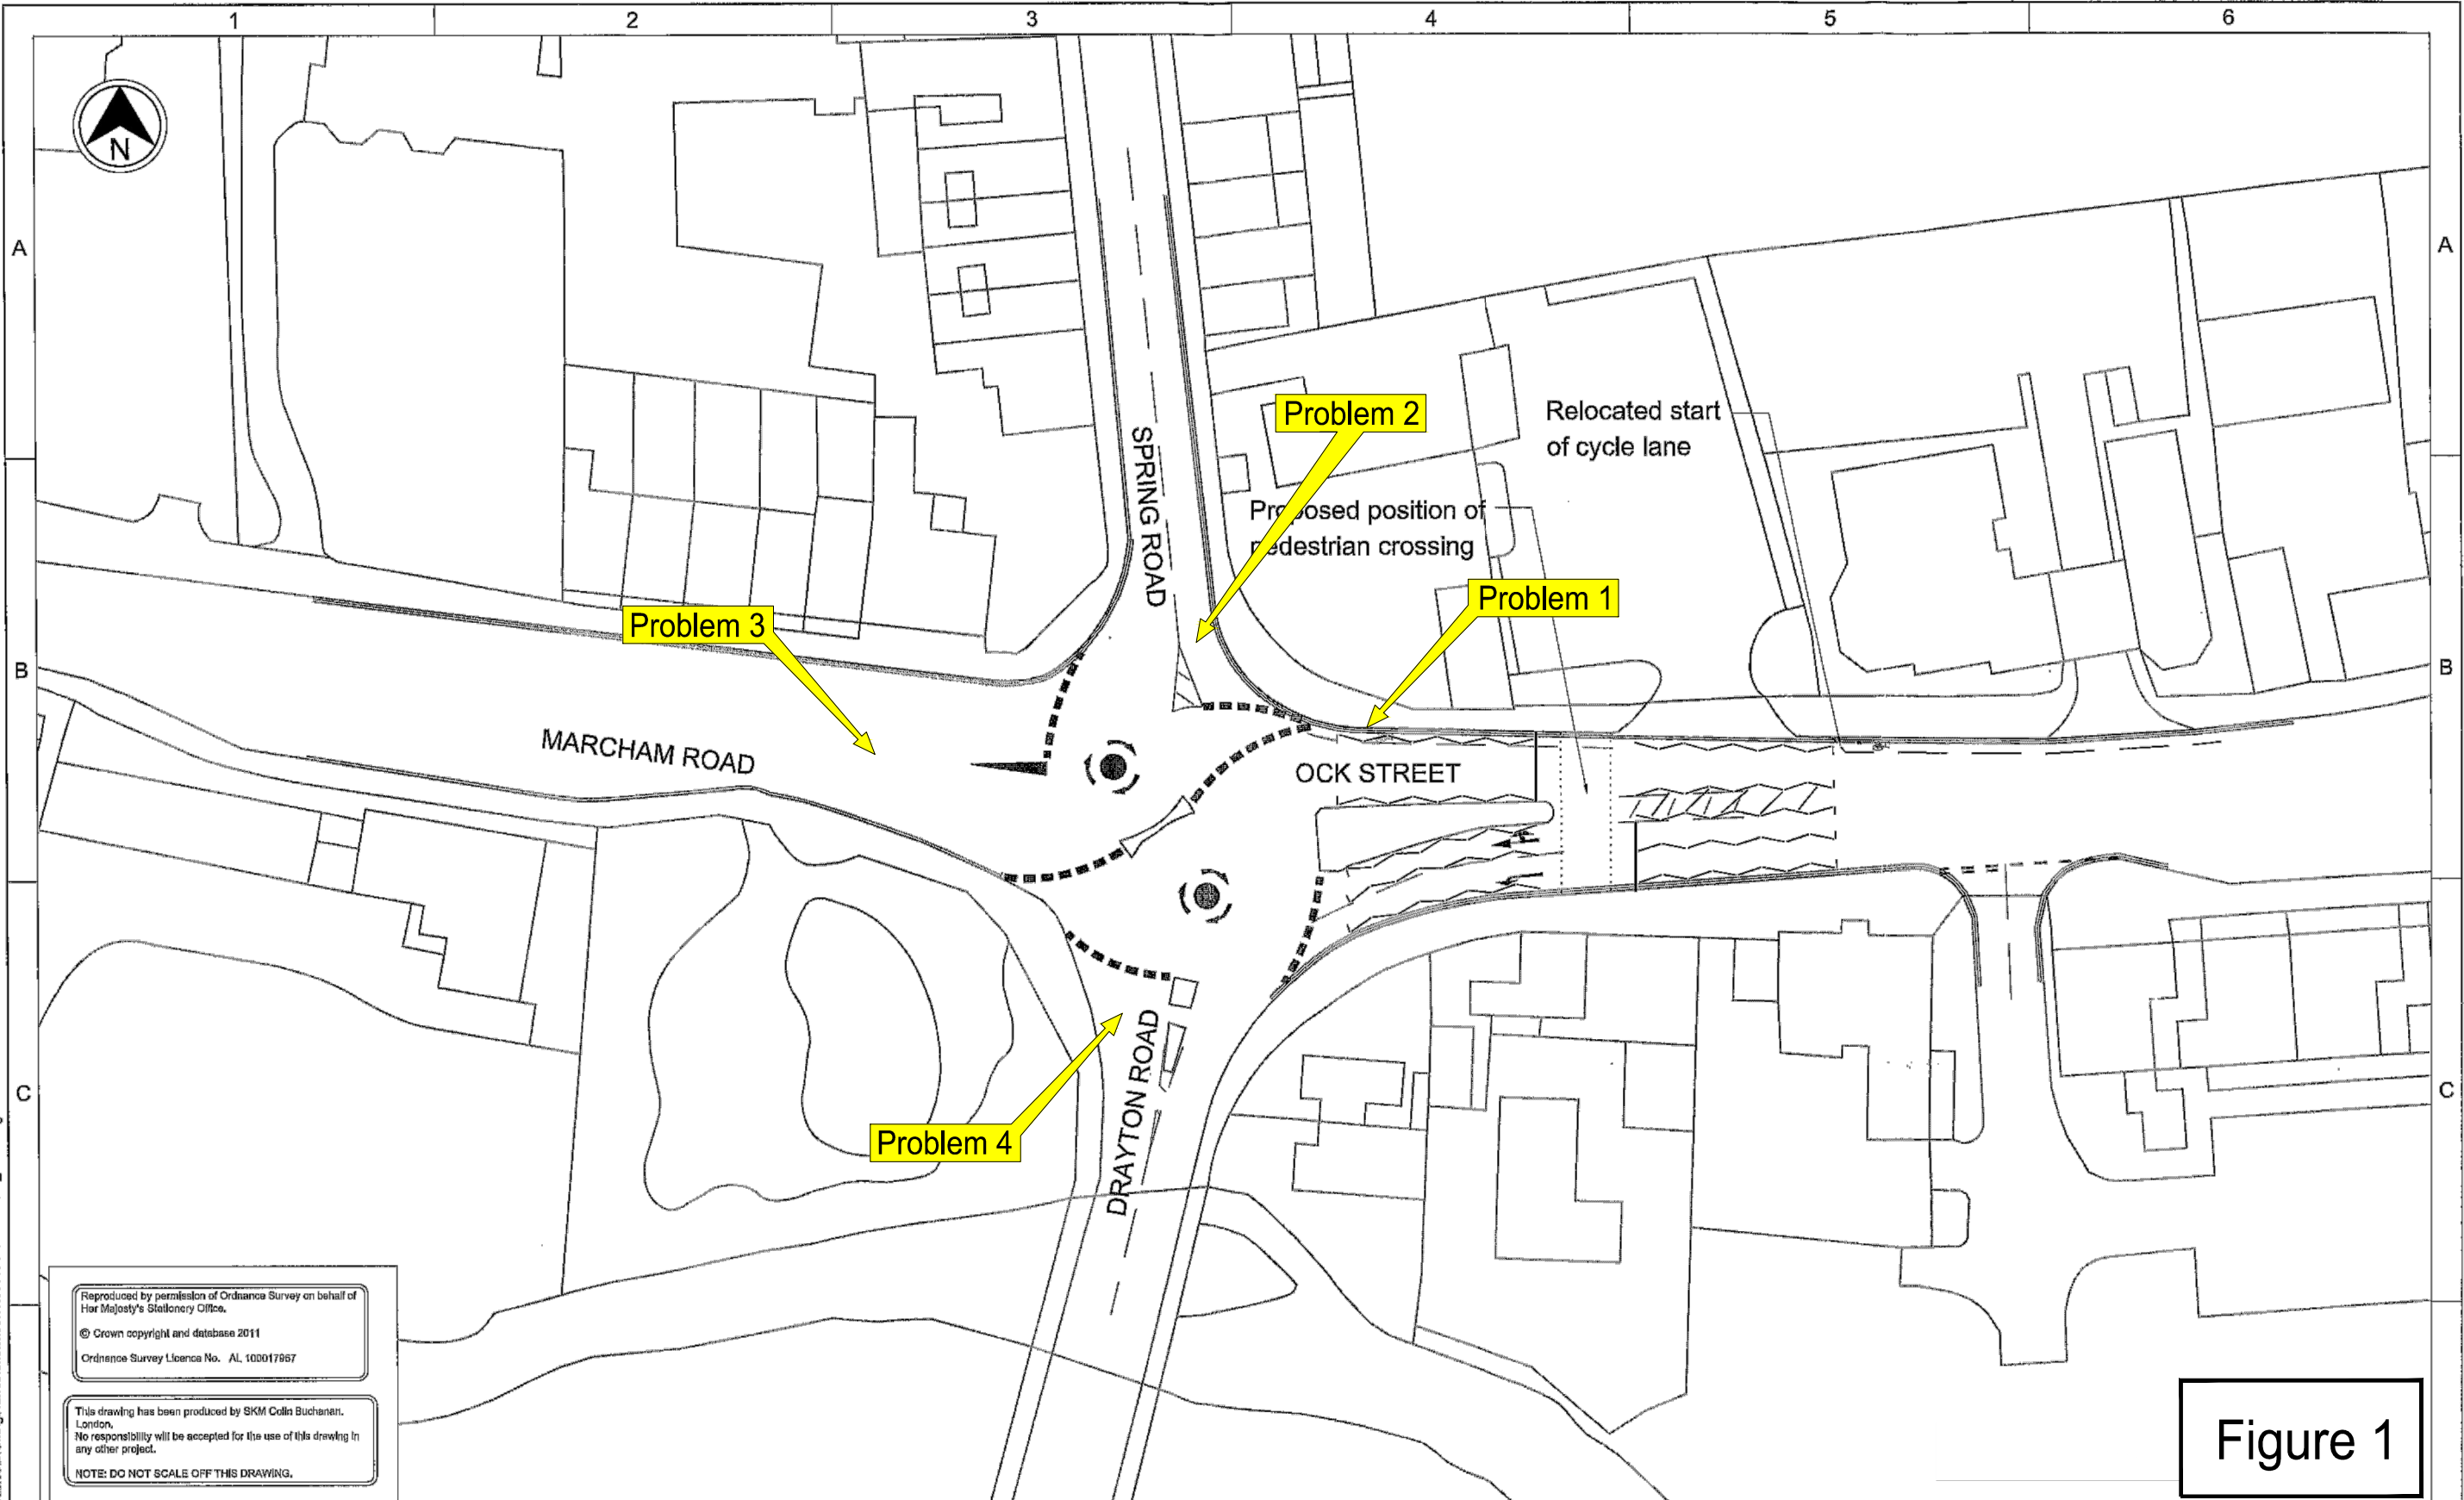 1 2 3 4 5 6
N
A A
Problem 2
Relocated start
of cycle lane
SPRING ROAD
Proposed position of
pedestrian crossing
Problem 1
Problem 3
B B
MARCHAM ROAD
OCK STREET
DRAYTON ROAD
C C
Problem 4
Reproduced by permission of Ordnance Survey on behalf of
Her Majesty's Stationery Office.
© Crown copyright and database 2011
Ordnance Survey Licence No. AL 100017967
This drawing has been produced by SKM Colin Buchanan.
London.
No responsibility will be accepted for the use of this drawing in
any other project.
NOTE: DO NOT SCALE OFF THIS DRAWING.
Figure 1